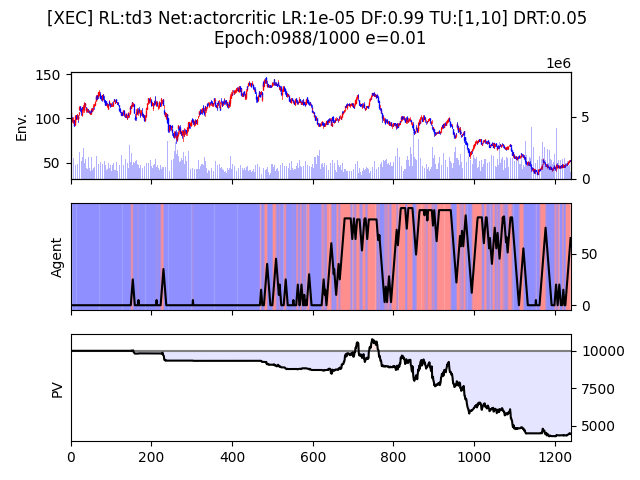 [XEC] RL:td3 Net:actorcritic LR:1e-05 DF:0.99 TU:[1,10] DRT:0.05
Epoch:0988/1000 e=0.01
1e6
150
100
50
Env.
5
0
Agent
50
0
PV
10000
7500
5000
0 200 400 600 800 1000 1200